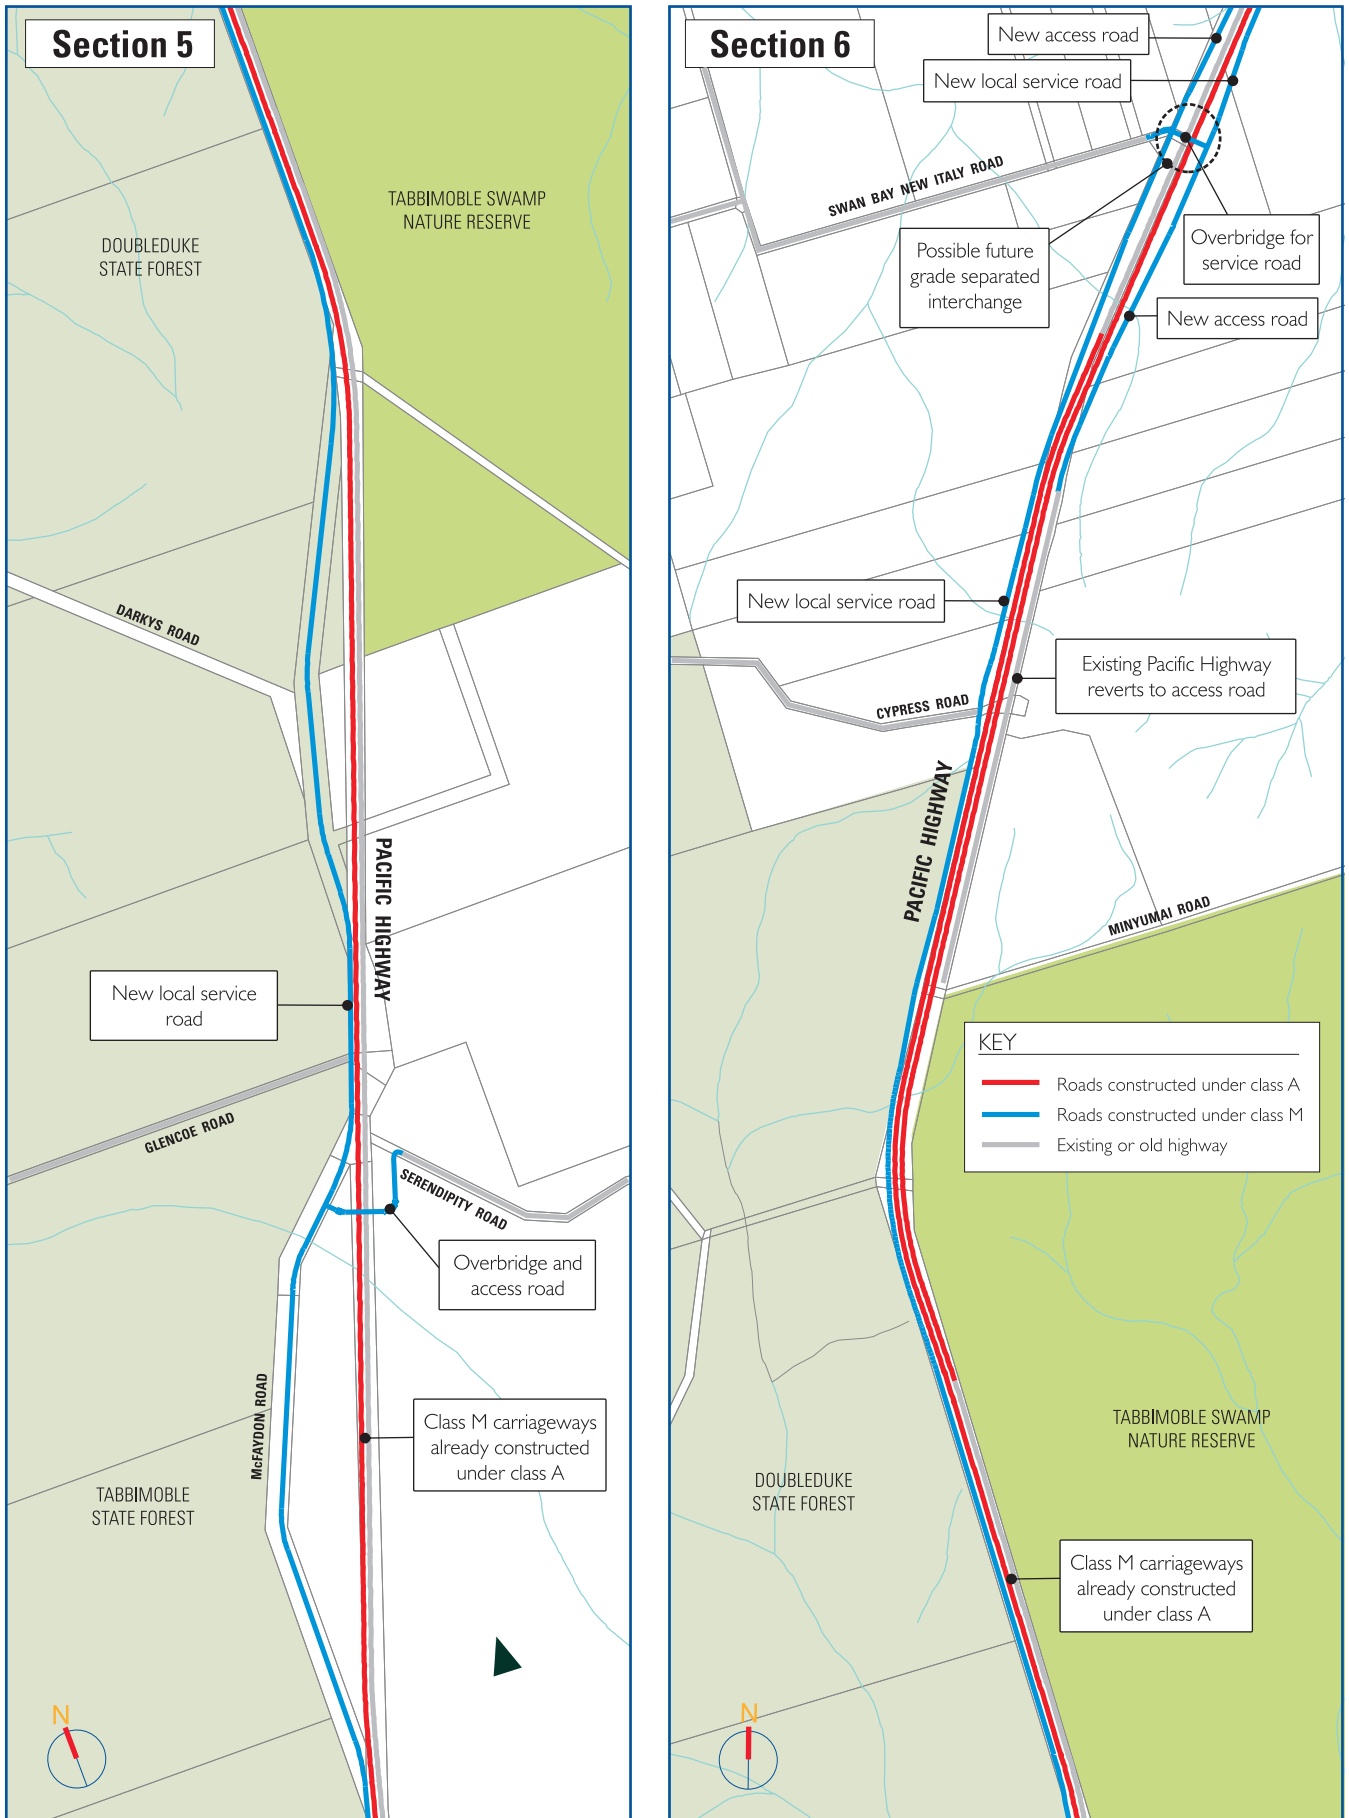 Section 5
TABBIMOBLE SWAMP
NATURE RESERVE
DOUBLEDUKE
STATE FOREST
DARKYS ROAD
PACIFIC HIGHWAY
New local service
road
GLENCOE ROAD
SERENDIPITY ROAD
Overbridge and
access road
McFAYDON ROAD
Class M carriageways
already constructed
under class A
TABBIMOBLE
STATE FOREST
N
Section 6
New access road
New local service road
SWAN BAY NEW ITALY ROAD
Possible future
grade separated
interchange
Overbridge for
service road
New access road
New local service road
Existing Pacific Highway
reverts to access road
CYPRESS ROAD
PACIFIC HIGHWAY
MINYUMAI ROAD
KEY
Roads constructed under class A
Roads constructed under class M
Existing or old highway
TABBIMOBLE SWAMP
NATURE RESERVE
DOUBLEDUKE
STATE FOREST
Class M carriageways
already constructed
under class A
N